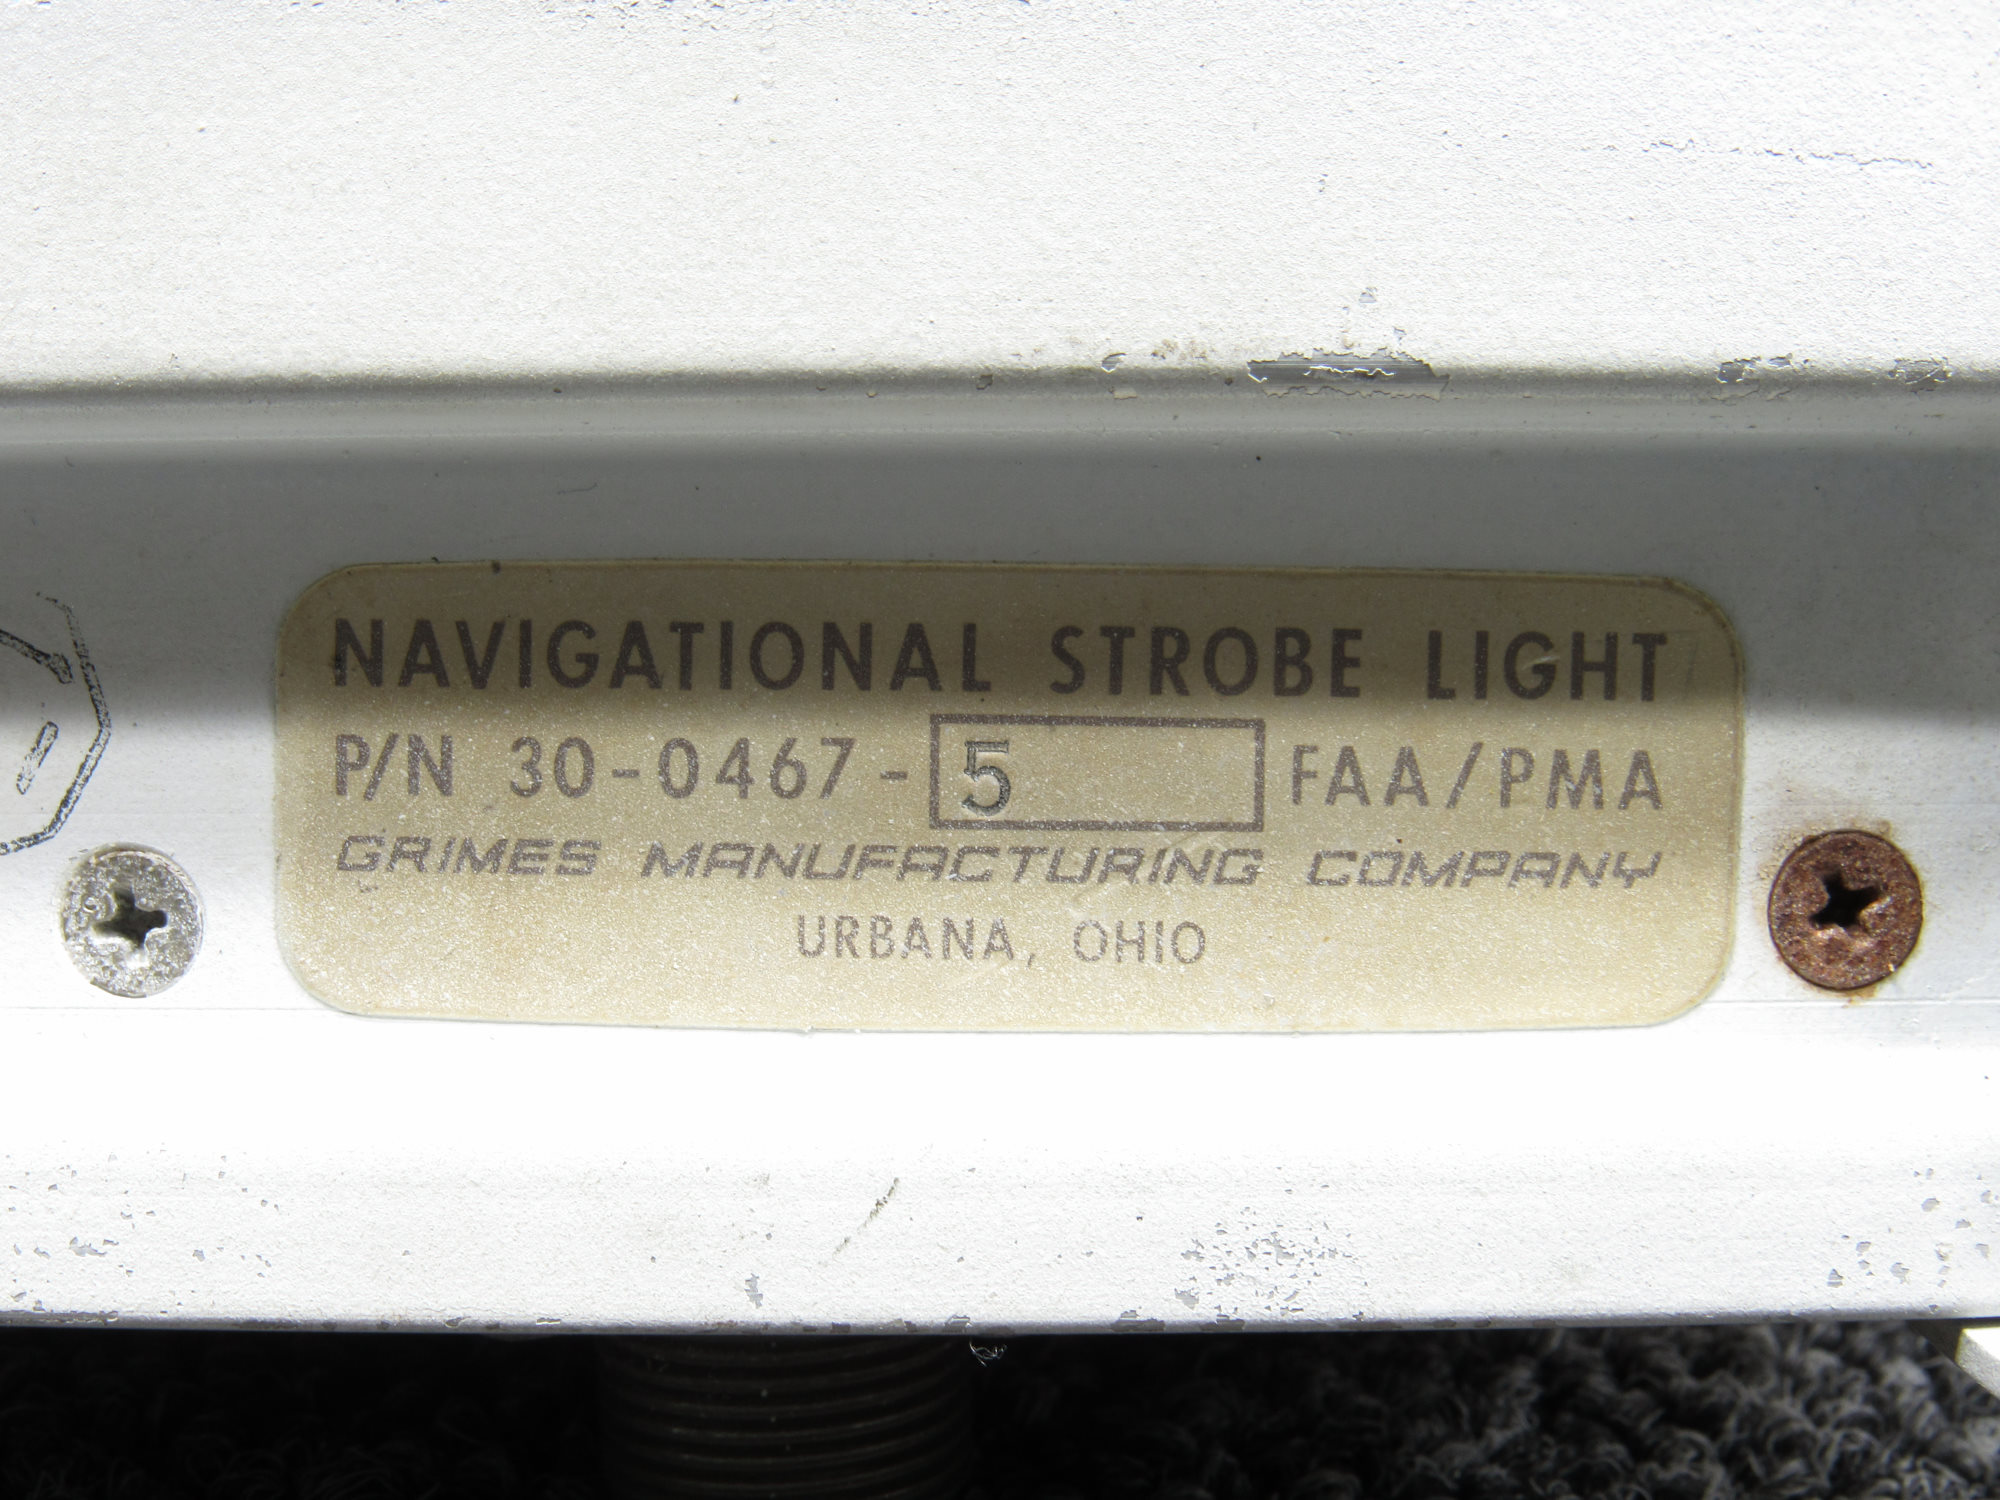 NAVIGATIONAL STROBE LIGHT
P/N 30-0467-5 FAA/PMA
GRIMES MANUFACTURING COMPANY
URBANA, OHIO